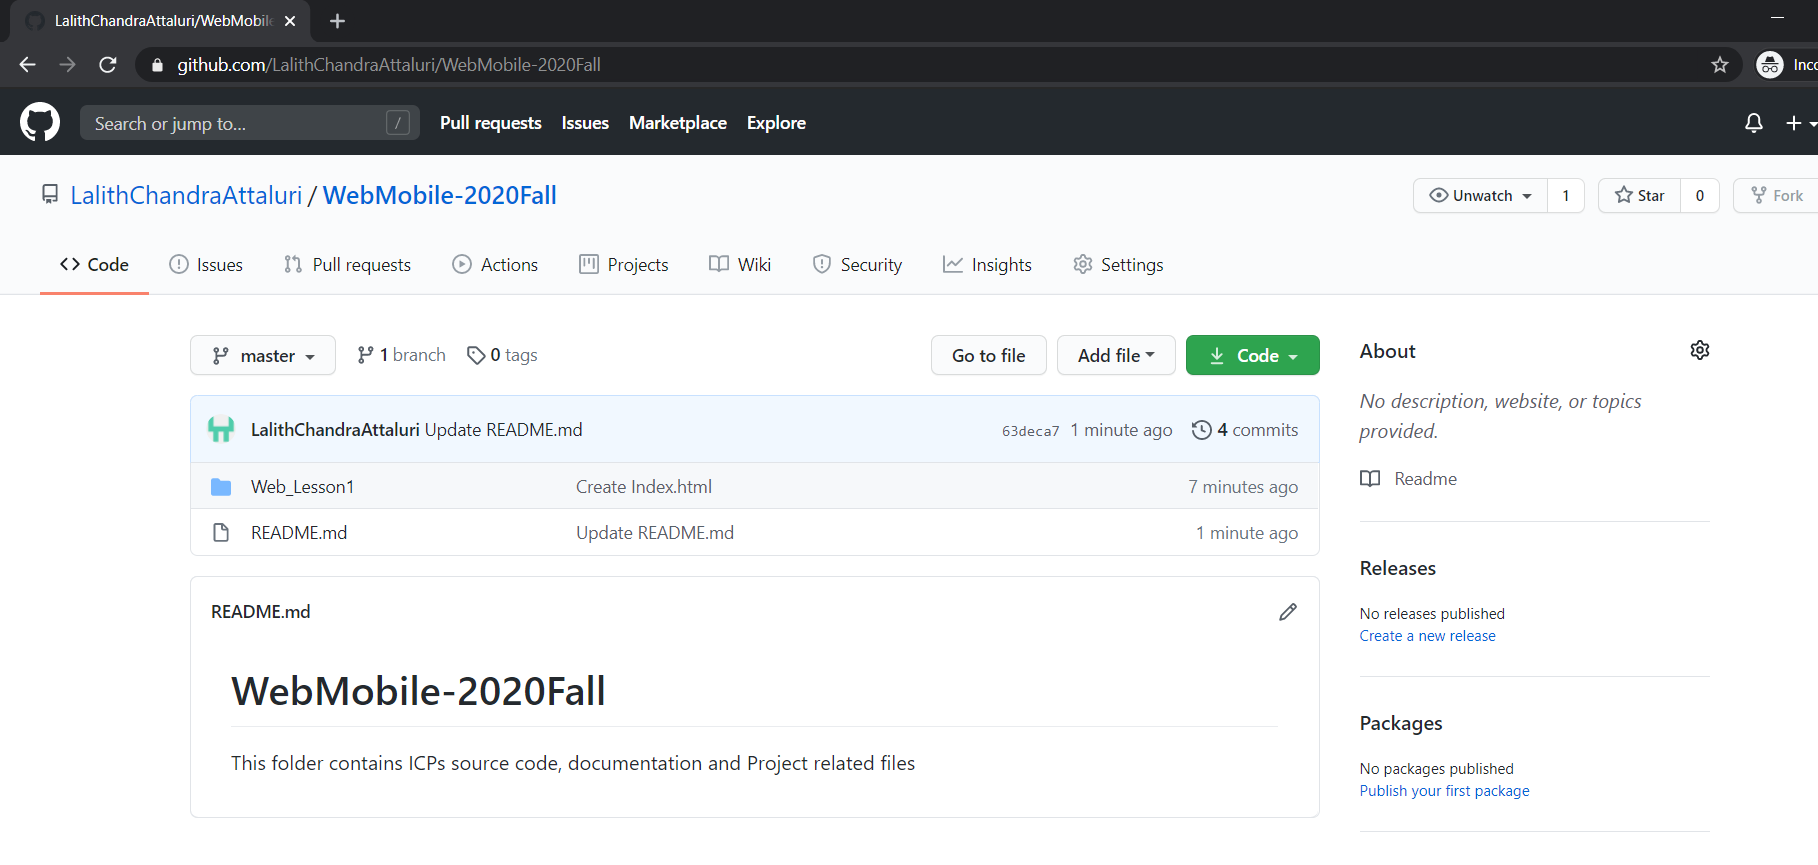 LalithChandraAttaluri/WebMobile
github.com/LalithChandraAttaluri/WebMobile-2020Fall
Inco
Search or jump to... /
Pull requests Issues Marketplace Explore
LalithChandraAttaluri / WebMobile-2020Fall
Unwatch 1 Star 0 Fork
Code Issues Pull requests Actions Projects Wiki Security Insights Settings
master 1 branch 0 tags Go to file Add file Code
LalithChandraAttaluri Update README.md 63deca7 1 minute ago 4 commits
Web_Lesson1 Create Index.html 7 minutes ago
README.md Update README.md 1 minute ago
README.md
WebMobile-2020Fall
This folder contains ICPs source code, documentation and Project related files
About
No description, website, or topics
provided.
Readme
Releases
No releases published
Create a new release
Packages
No packages published
Publish your first package